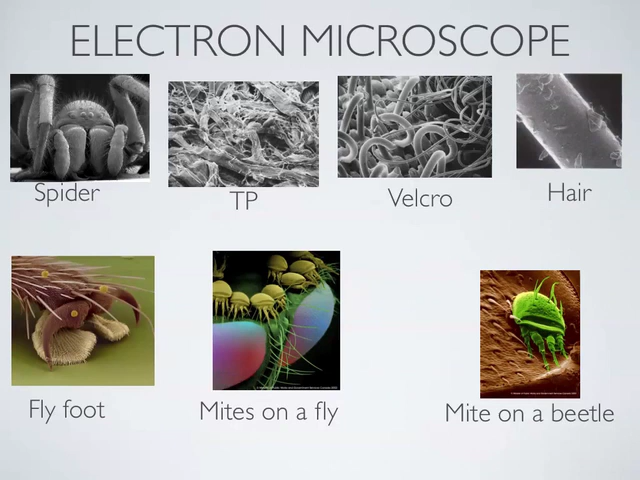 ELECTRON MICROSCOPE
Spider
TP
Velcro
Hair
Fly foot
Mites on a fly
Mite on a beetle